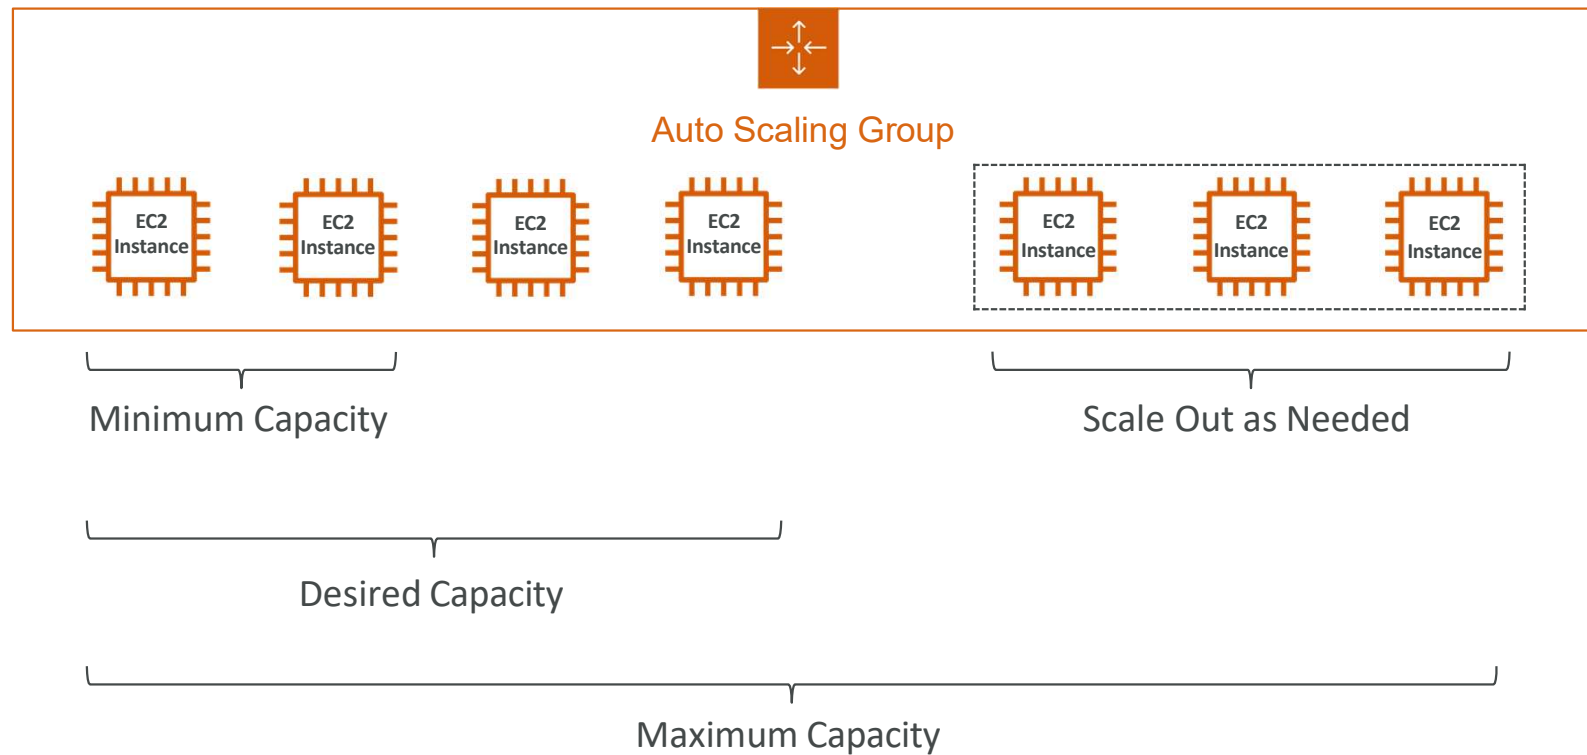 Auto Scaling Group
EC2
Instance
EC2
Instance
EC2
Instance
EC2
Instance
EC2
Instance
EC2
Instance
EC2
Instance
Minimum Capacity
Scale Out as Needed
Desired Capacity
Maximum Capacity